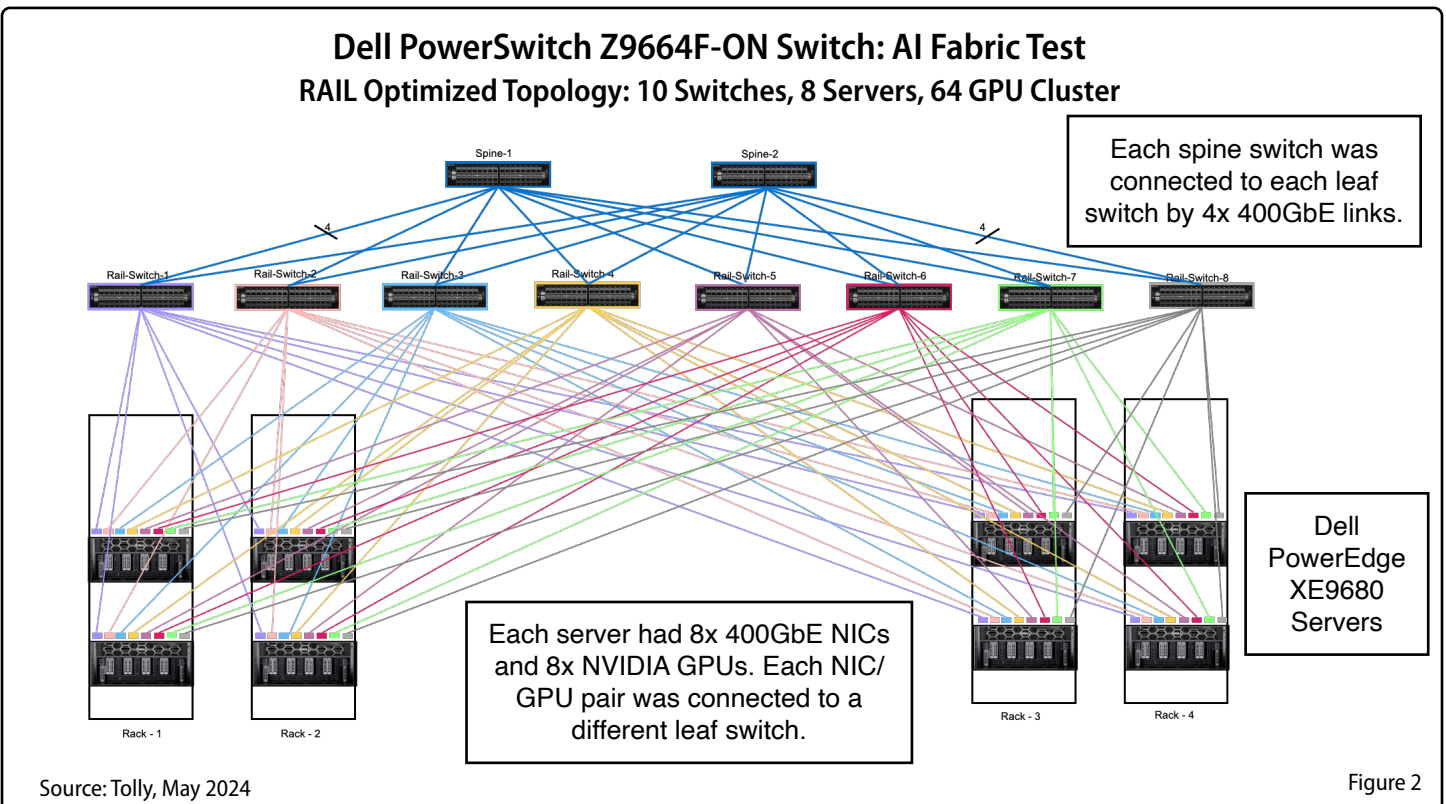 Dell PowerSwitch Z9664F-ON Switch: AI Fabric Test
RAIL Optimized Topology: 10 Switches, 8 Servers, 64 GPU Cluster
Each spine switch was
connected to each leaf
switch by 4x 400GbE links.
Spine-1
Spine-2
4
4
Rail-Switch-1
Rail-Switch-2
Rail-Switch-3
Rail-Switch-4
Rail-Switch-5
Rail-Switch-6
Rail-Switch-7
Rail-Switch-8
Dell
PowerEdge
XE9680
Servers
Each server had 8x 400GbE NICs
and 8x NVIDIA GPUs. Each NIC/
GPU pair was connected to a
different leaf switch.
Rack - 1
Rack - 2
Rack - 3
Rack - 4
Source: Tolly, May 2024
Figure 2